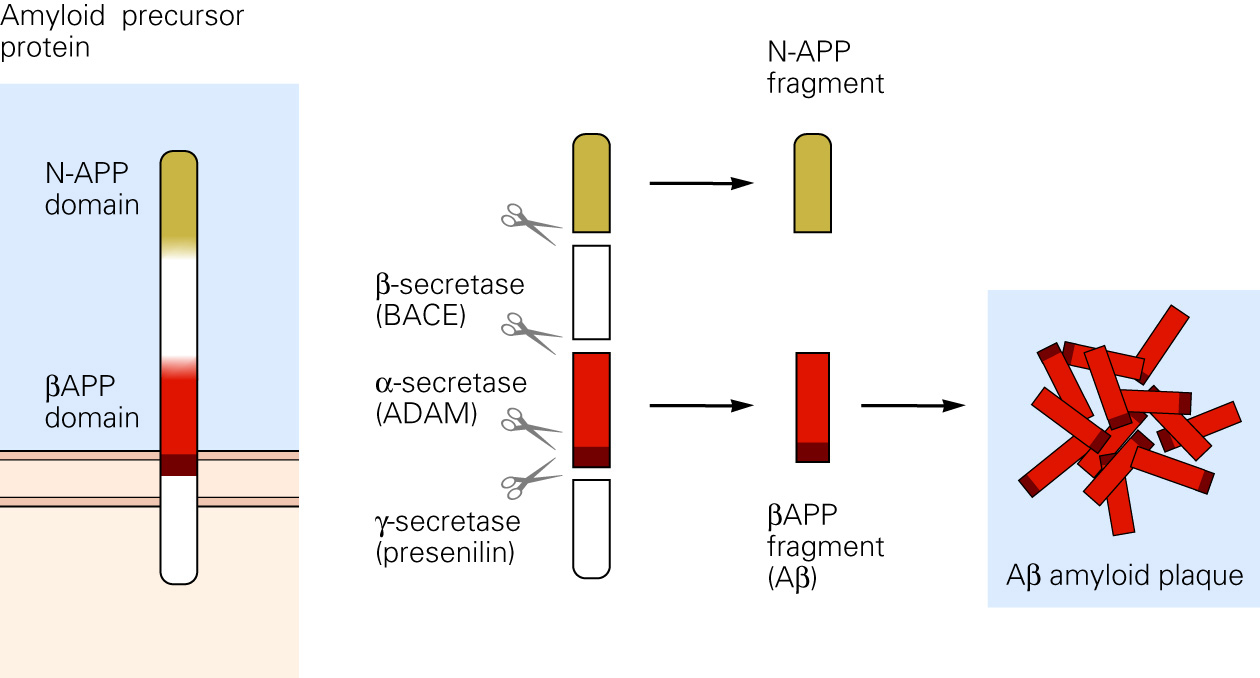 Amyloid precursor
protein
N-APP
domain
βAPP
domain
β-secretase
(BACE)
α-secretase
(ADAM)
γ-secretase
(presenilin)
N-APP
fragment
βAPP
fragment
(Aβ)
Aβ amyloid plaque